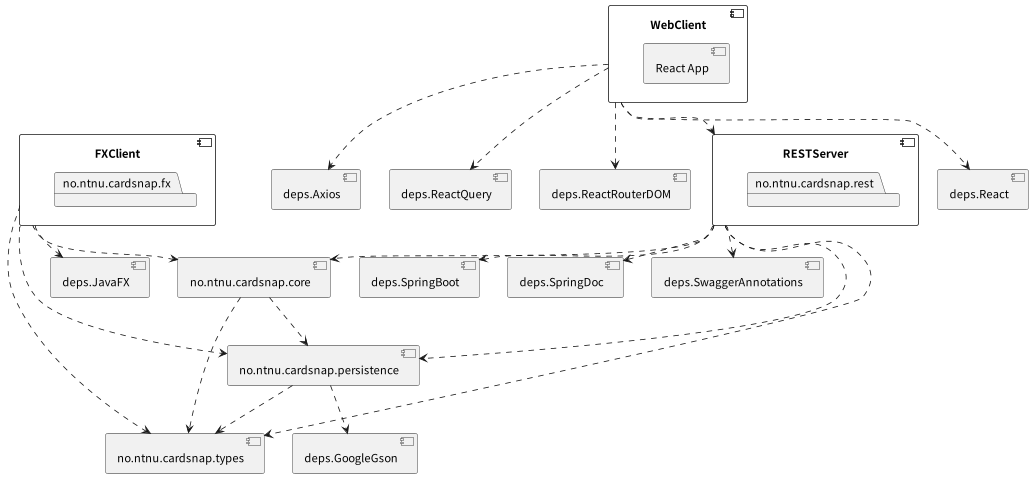 WebClient
React App
FXClient
no.ntnu.cardsnap.fx
RESTServer
no.ntnu.cardsnap.rest
deps.Axios
deps.ReactQuery
deps.ReactRouterDOM
deps.React
deps.JavaFX
no.ntnu.cardsnap.core
deps.SpringBoot
deps.SpringDoc
deps.SwaggerAnnotations
no.ntnu.cardsnap.persistence
no.ntnu.cardsnap.types
deps.GoogleGson